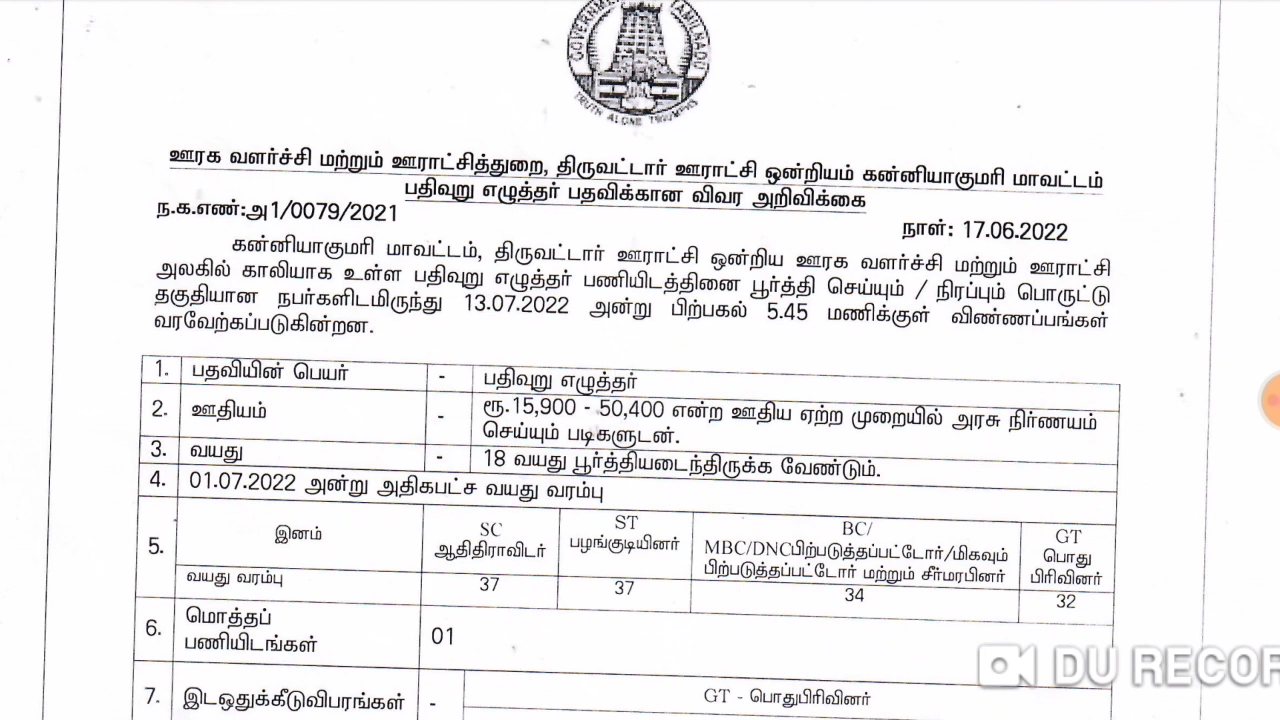 GOVERNMENT TAMILNADU
TRUTH ALONE TRIUMPHS
ஊரக வளர்ச்சி மற்றும் ஊராட்சித்துறை, திருவட்டார் ஊராட்சி ஒன்றியம் கன்னியாகுமரி மாவட்டம்
பதிவுறு எழுத்தர் பதவிக்கான விவர அறிவிக்கை
ந.க.எண்:அ1/0079/2021
நாள்: 17.06.2022
கன்னியாகுமரி மாவட்டம், திருவட்டார் ஊராட்சி ஒன்றிய ஊரக வளர்ச்சி மற்றும் ஊராட்சி
அலகில் காலியாக உள்ள பதிவுறு எழுத்தர் பணியிடத்தினை பூர்த்தி செய்யும் / நிரப்பும் பொருட்டு
தகுதியான நபர்களிடமிருந்து 13.07.2022 அன்று பிற்பகல் 5.45 மணிக்குள் விண்ணப்பங்கள்
வரவேற்கப்படுகின்றன.
1. பதவியின் பெயர் - பதிவுறு எழுத்தர்
2. ஊதியம் - ரூ.15,900 - 50,400 என்ற ஊதிய ஏற்ற முறையில் அரசு நிர்ணயம்
செய்யும் படிகளுடன்.
3. வயது - 18 வயது பூர்த்தியடைந்திருக்க வேண்டும்.
4. 01.07.2022 அன்று அதிகபட்ச வயது வரம்பு
5. இனம்
SC
ஆதிதிராவிடர்
ST
பழங்குடியினர்
BC/
MBC/DNCபிற்படுத்தப்பட்டோர்/மிகவும்
பிற்படுத்தப்பட்டோர் மற்றும் சீர்மரபினர்
GT
பொது
பிரிவினர்
வயது வரம்பு 37 37 34 32
6. மொத்தப்
பணியிடங்கள்
01
7. இடஒதுக்கீடுவிபரங்கள் - GT - பொதுபிரிவினர்
DU RECOR